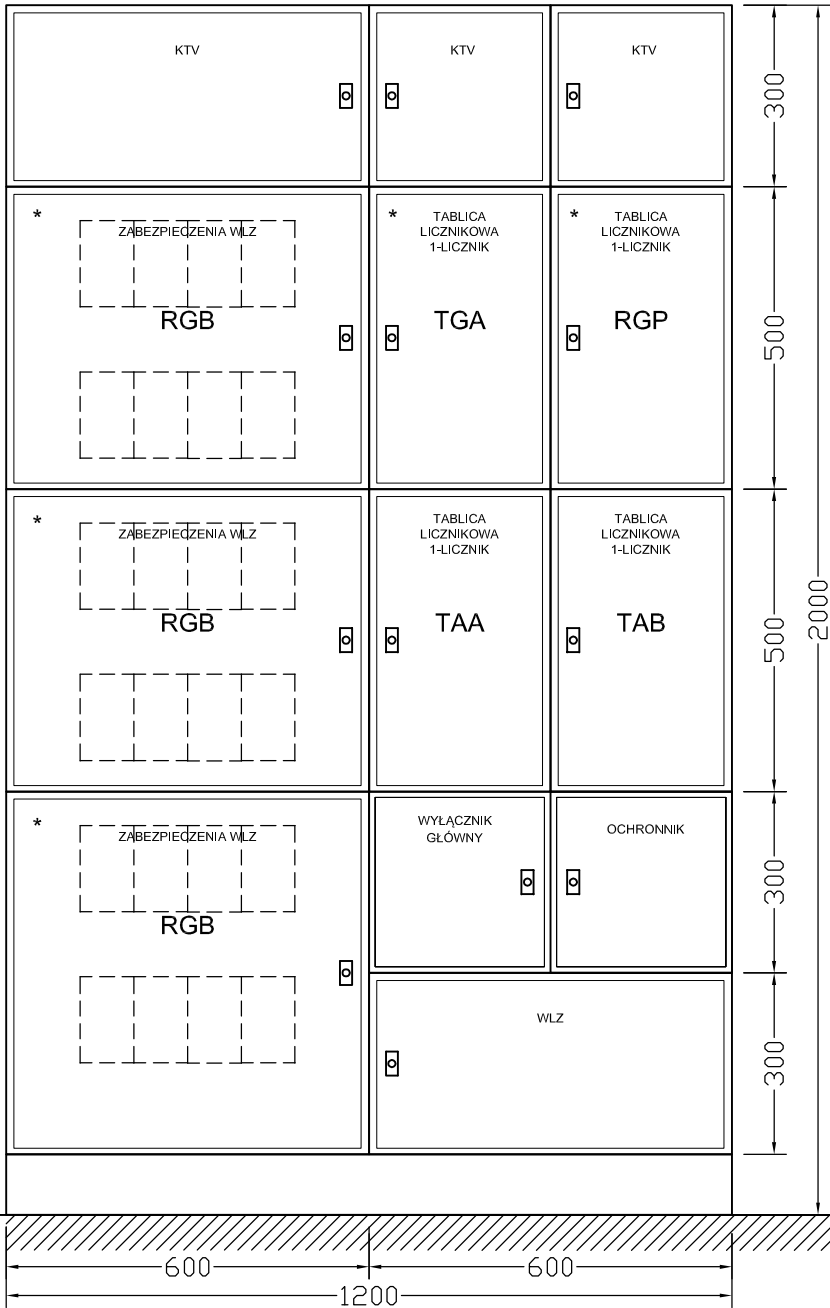 KTV
KTV
KTV
300
*
ZABEZPIECZENIA WLZ
RGB
*
TABLICA
LICZNIKOWA
1-LICZNIK
TGA
*
TABLICA
LICZNIKOWA
1-LICZNIK
RGP
500
*
ZABEZPIECZENIA WLZ
RGB
TABLICA
LICZNIKOWA
1-LICZNIK
TAA
TABLICA
LICZNIKOWA
1-LICZNIK
TAB
500
2000
*
ZABEZPIECZENIA WLZ
RGB
WYŁĄCZNIK
GŁÓWNY
OCHRONNIK
300
WLZ
300
600
600
1200